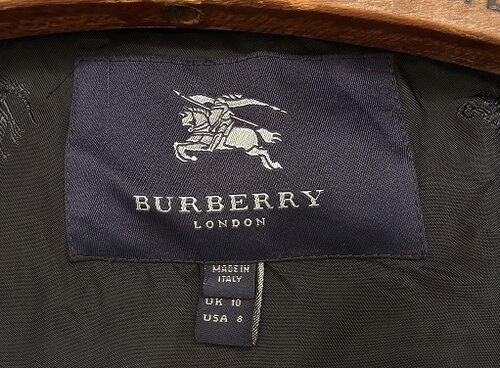 BURBERRY
LONDON
MADE IN
ITALY
UK 10
USA 8